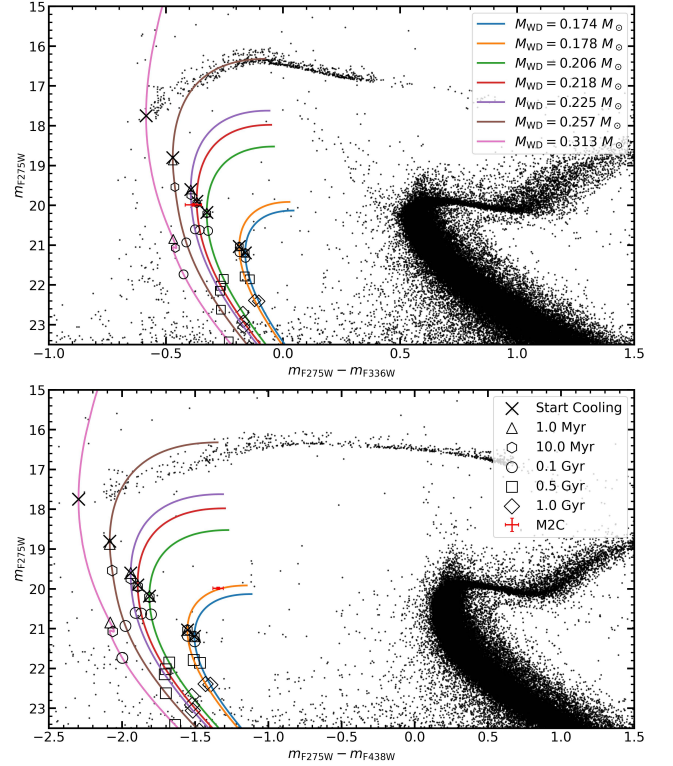 15
16
17
18
19
20
21
22
23
m_F275W
−1.0 −0.5 0.0 0.5 1.0 1.5
m_F275W − m_F336W
M_WD = 0.174 M_⊙
M_WD = 0.178 M_⊙
M_WD = 0.206 M_⊙
M_WD = 0.218 M_⊙
M_WD = 0.225 M_⊙
M_WD = 0.257 M_⊙
M_WD = 0.313 M_⊙
15
16
17
18
19
20
21
22
23
m_F275W
−2.5 −2.0 −1.5 −1.0 −0.5 0.0 0.5 1.0 1.5
m_F275W − m_F438W
Start Cooling
1.0 Myr
10.0 Myr
0.1 Gyr
0.5 Gyr
1.0 Gyr
M2C